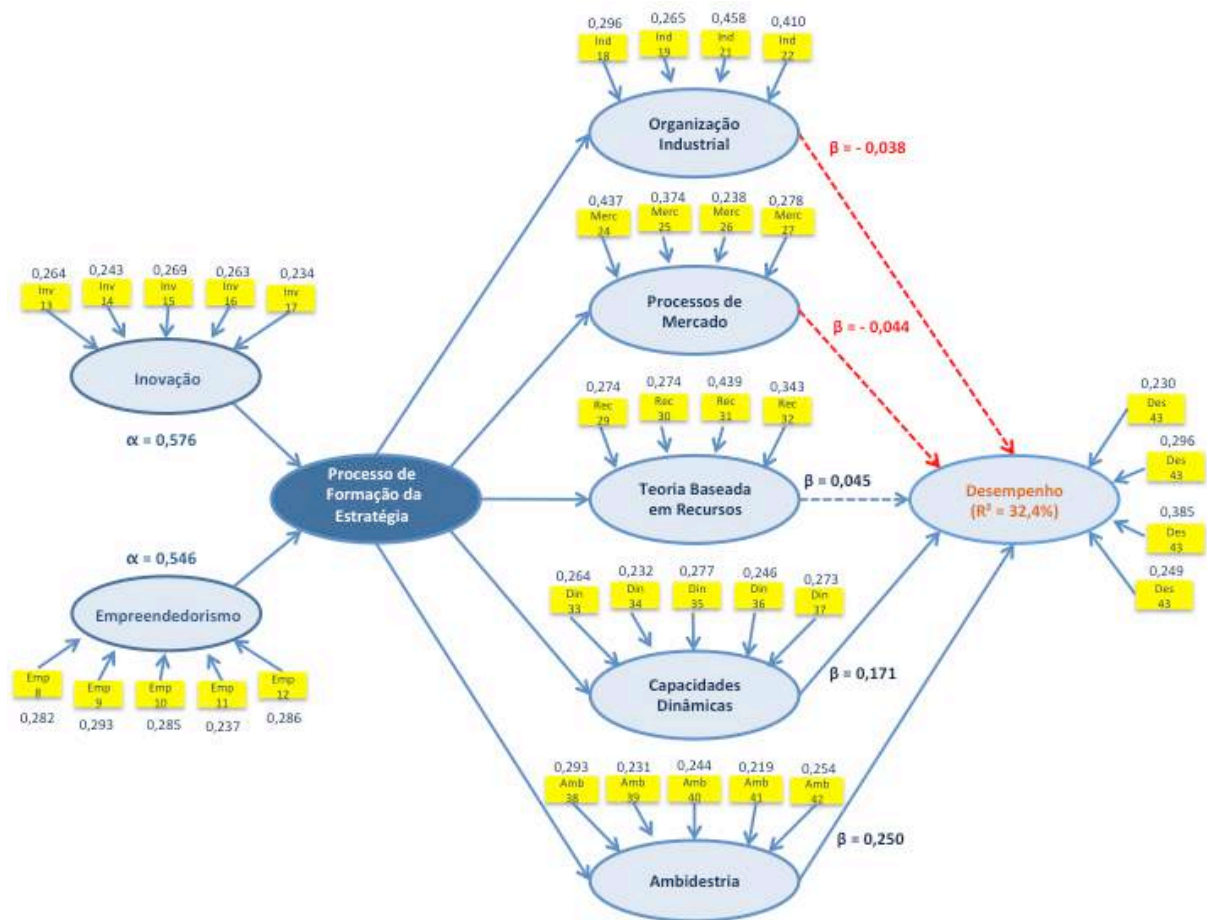 0,296
0,265
0,458
0,410
Ind
18
Ind
19
Ind
21
Ind
22
Organização
Industrial
β = - 0,038
0,437
0,374
0,238
0,278
Merc
24
Merc
25
Merc
26
Merc
27
Processos de
Mercado
β = - 0,044
0,264
0,243
0,269
0,263
0,234
Inv
13
Inv
14
Inv
15
Inv
16
Inv
17
Inovação
α = 0,576
0,274
0,274
0,439
0,343
Rec
29
Rec
30
Rec
31
Rec
32
Teoria Baseada
em Recursos
β = 0,045
Processo de
Formação da
Estratégia
0,230
Des
43
0,296
Des
43
0,385
Des
43
0,249
Des
43
Desempenho
(R² = 32,4%)
α = 0,546
Empreendedorismo
Emp
8
Emp
9
Emp
10
Emp
11
Emp
12
0,282
0,293
0,285
0,237
0,286
0,264
0,232
0,277
0,246
0,273
Din
33
Din
34
Din
35
Din
36
Din
37
Capacidades
Dinâmicas
β = 0,171
0,293
0,231
0,244
0,219
0,254
Amb
38
Amb
39
Amb
40
Amb
41
Amb
42
Ambidestria
β = 0,250